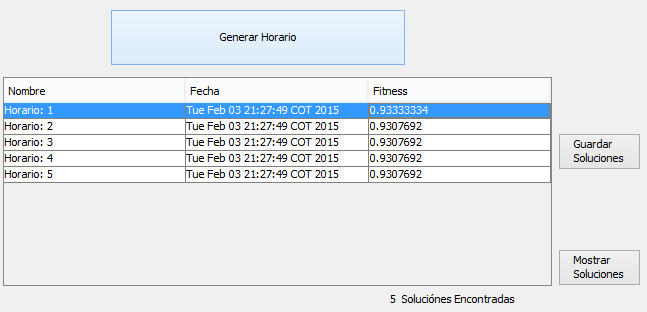 Generar Horario
Nombre Fecha Fitness
Horario: 1 Tue Feb 03 21:27:49 COT 2015 0.93333334
Horario: 2 Tue Feb 03 21:27:49 COT 2015 0.9307692
Horario: 3 Tue Feb 03 21:27:49 COT 2015 0.9307692
Horario: 4 Tue Feb 03 21:27:49 COT 2015 0.9307692
Horario: 5 Tue Feb 03 21:27:49 COT 2015 0.9307692
Guardar
Soluciones
Mostrar
Soluciones
5 Soluciónes Encontradas